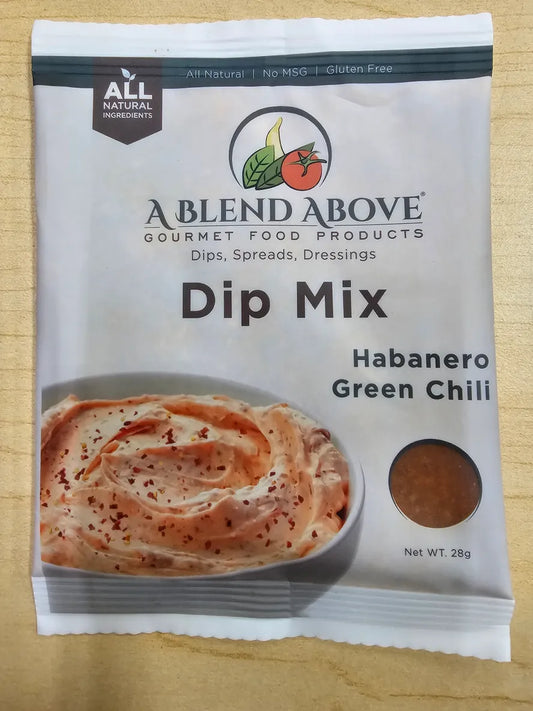 All Natural | No MSG | Gluten Free
ALL
NATURAL
INGREDIENTS
A BLEND ABOVE®
GOURMET FOOD PRODUCTS
Dips, Spreads, Dressings
Dip Mix
Habanero
Green Chili
Net WT. 28g